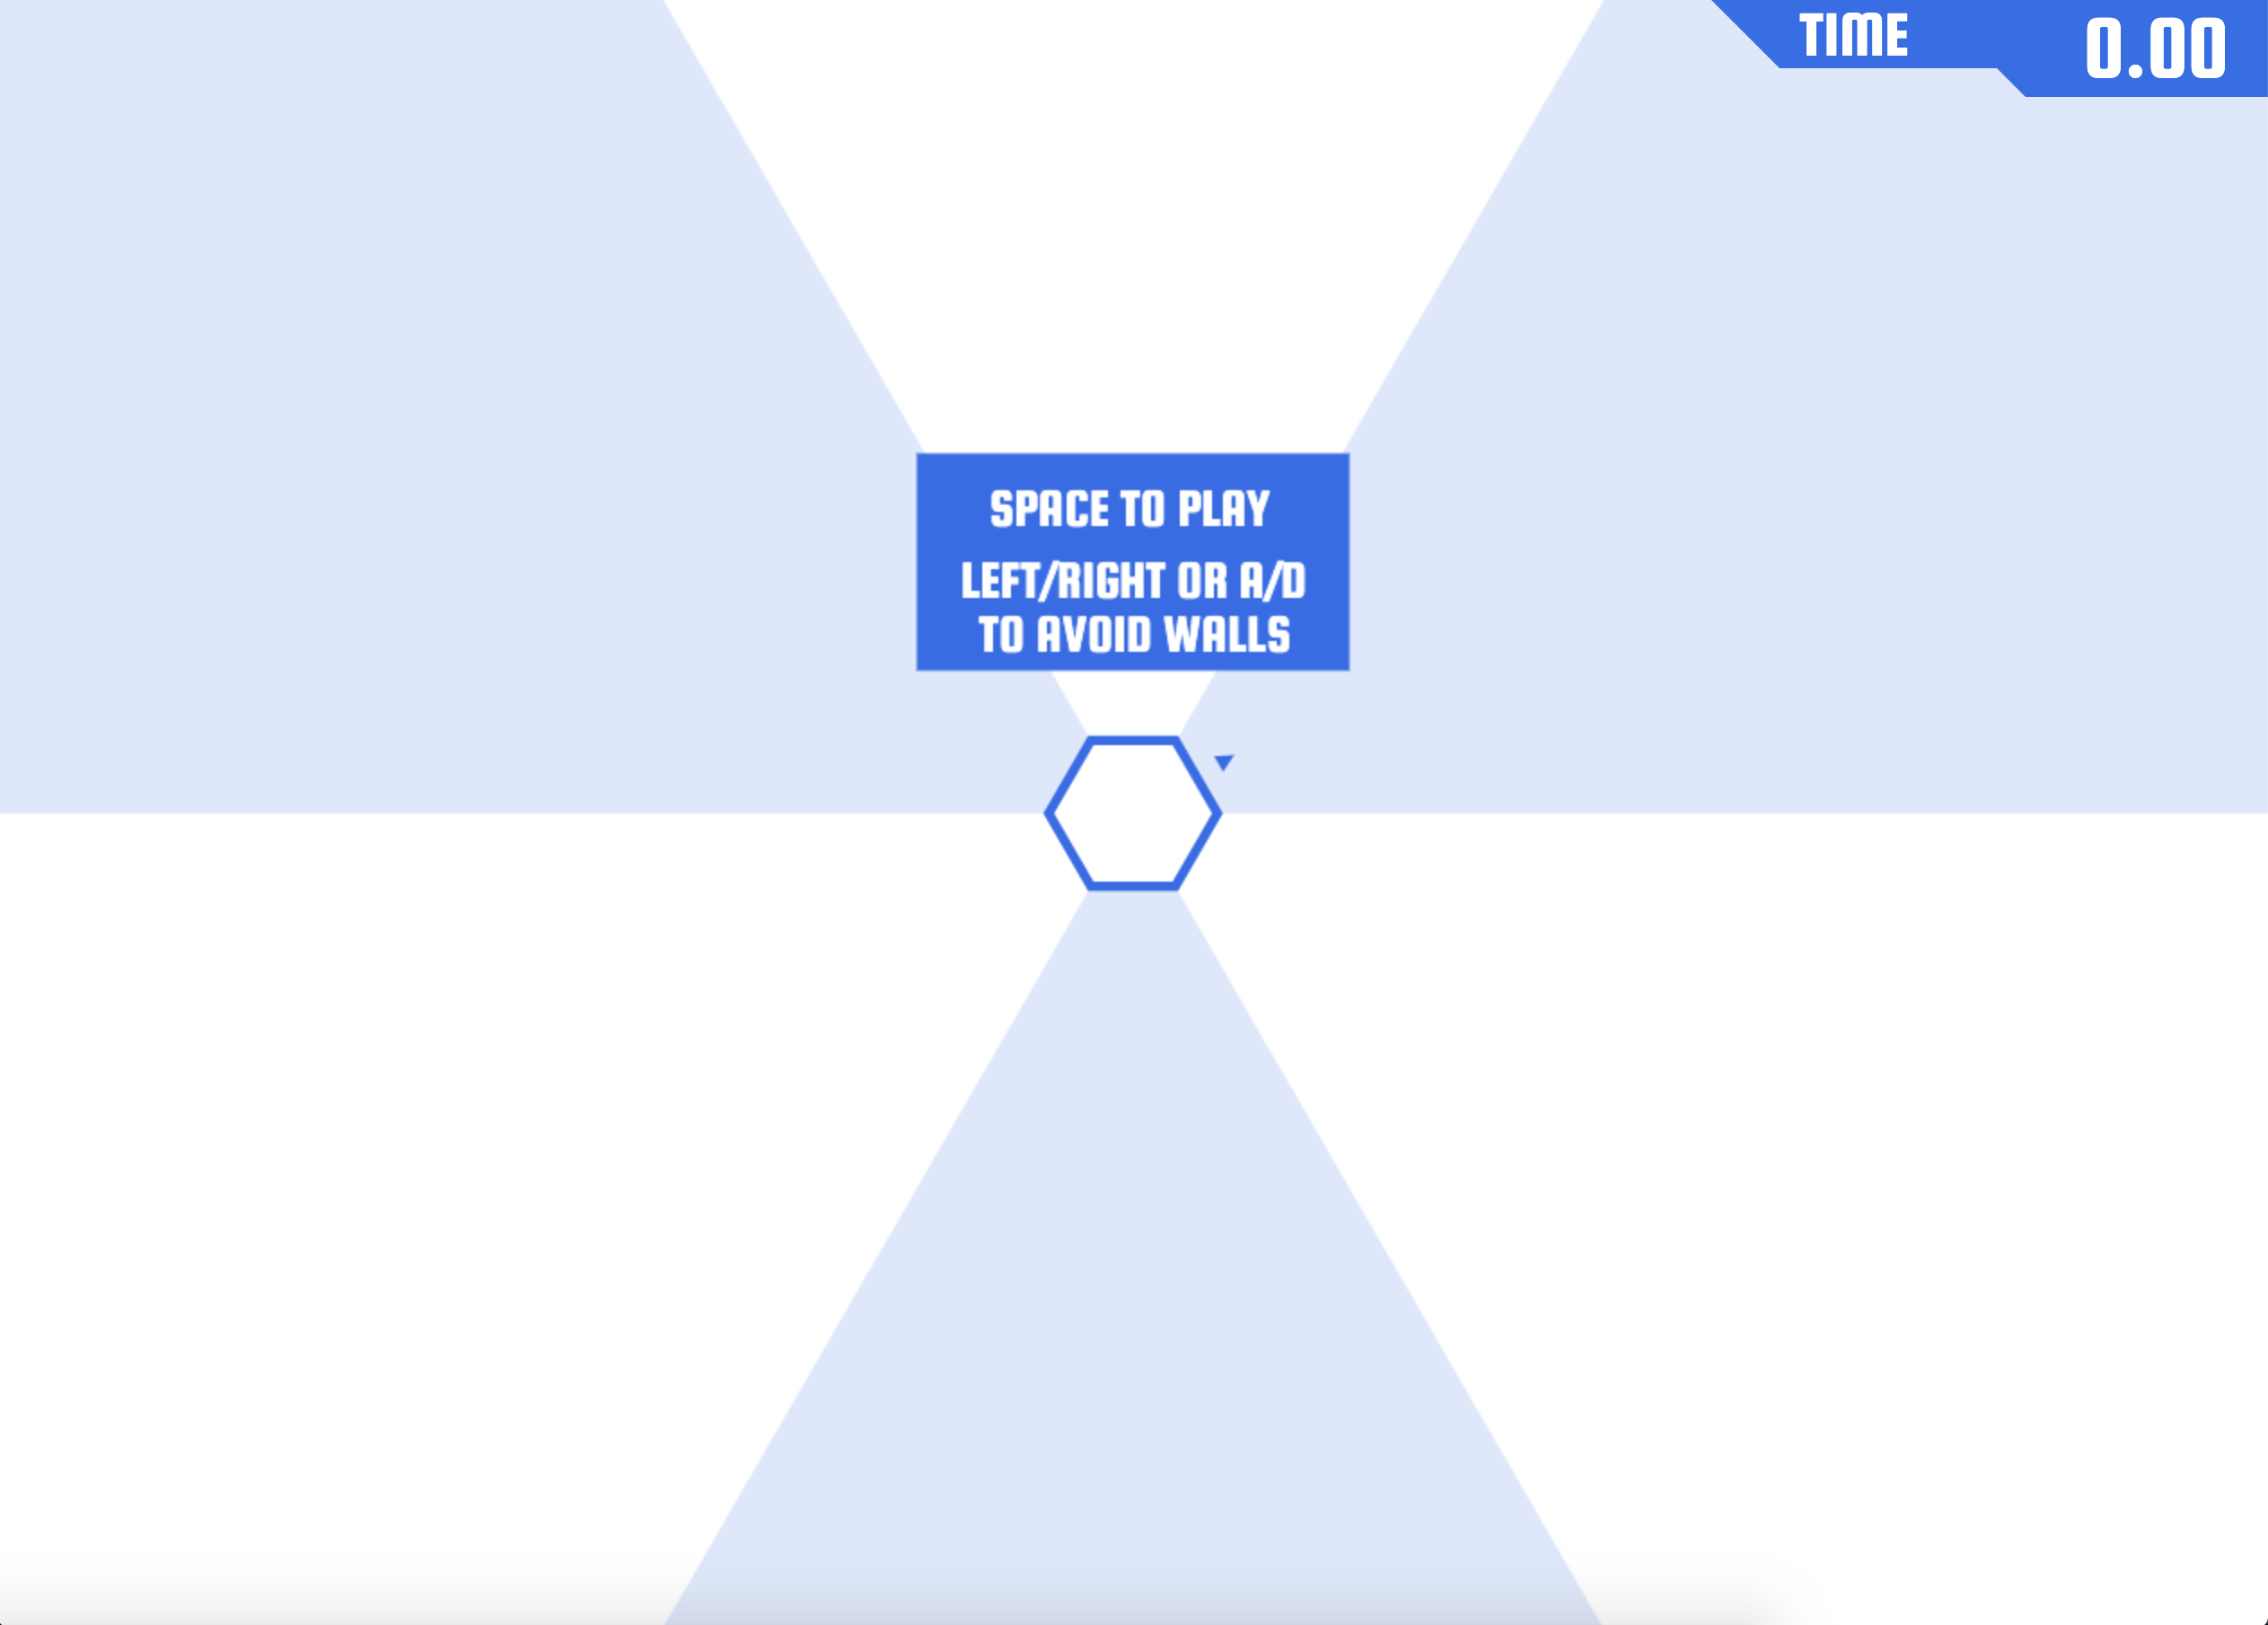 TIME 0.00
SPACE TO PLAY
LEFT/RIGHT OR A/D
TO AVOID WALLS